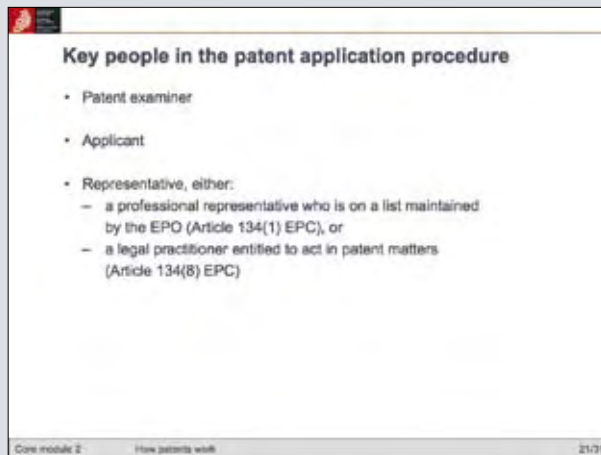 Key people in the patent application procedure
• Patent examiner
• Applicant
• Representative, either:
– a professional representative who is on a list maintained
by the EPO (Article 134(1) EPC), or
– a legal practitioner entitled to act in patent matters
(Article 134(8) EPC)
Core module 2 How patents work 21/31